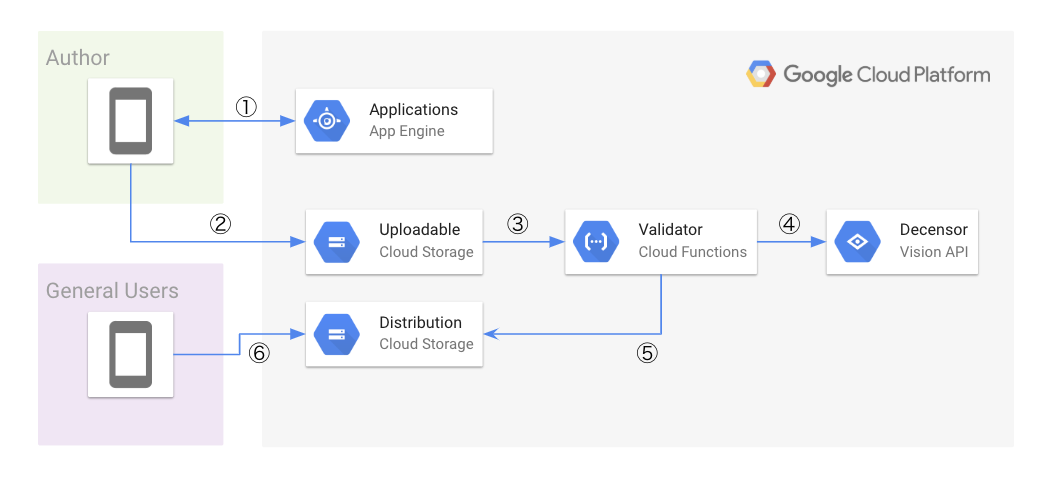 Author
Google Cloud Platform
①
Applications
App Engine
②
Uploadable
Cloud Storage
③
Validator
Cloud Functions
④
Decensor
Vision API
General Users
Distribution
Cloud Storage
⑤
⑥